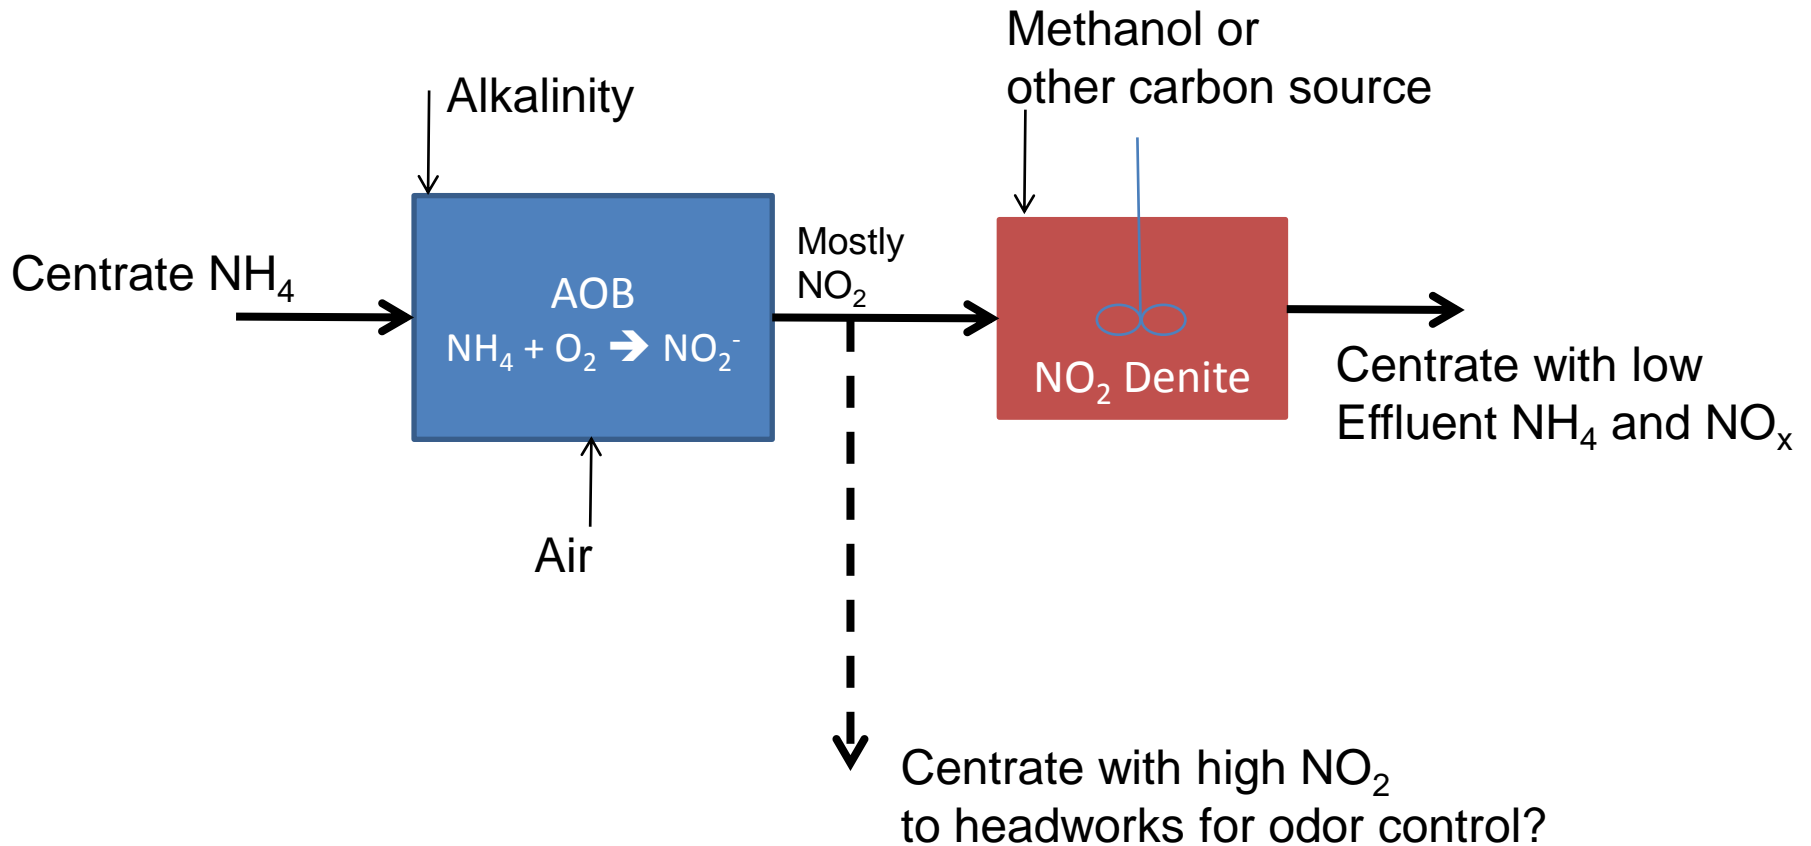 Methanol or
other carbon source
Alkalinity
Centrate NH₄
AOB
NH₄ + O₂ 🡺 NO₂⁻
Mostly
NO₂
NO₂ Denite
Centrate with low
Effluent NH₄ and NOₓ
Air
Centrate with high NO₂
to headworks for odor control?